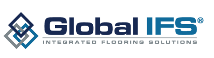 Global IFS®
INTEGRATED FLOORING SOLUTIONS